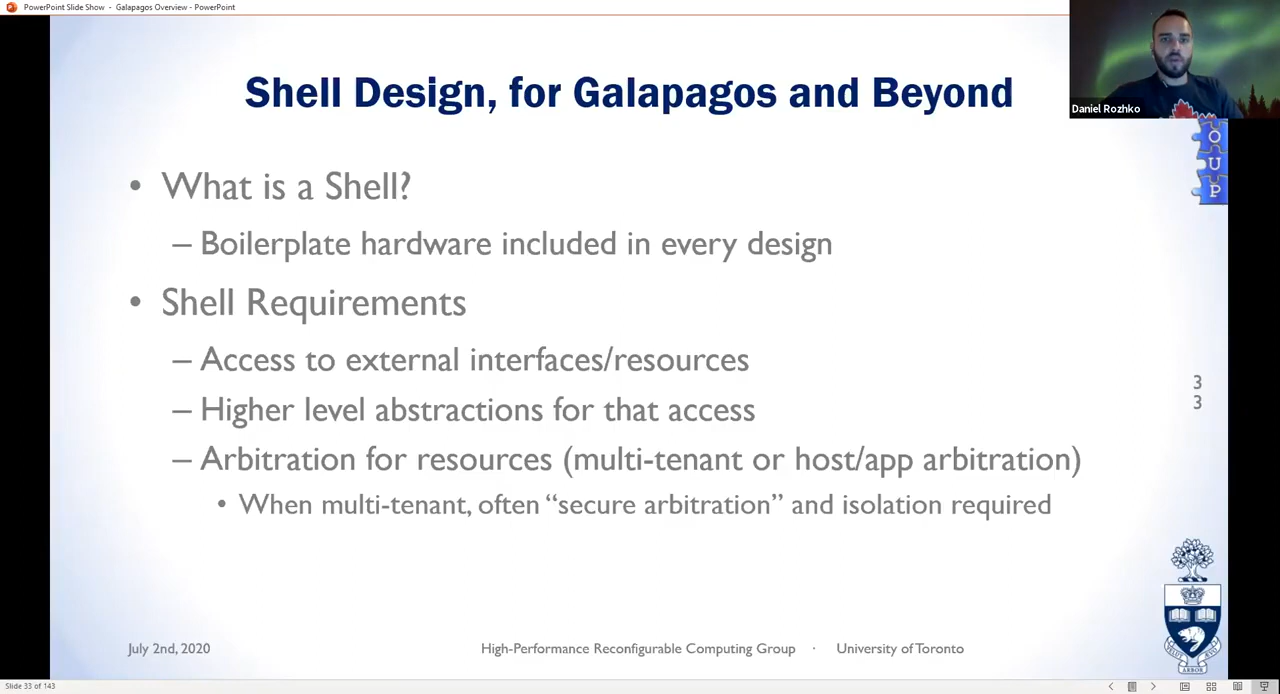 PowerPoint Slide Show - Galapagos Overview - PowerPoint
Shell Design, for Galapagos and Beyond
Daniel Rozhko
O
U
P
• What is a Shell?
– Boilerplate hardware included in every design
• Shell Requirements
– Access to external interfaces/resources
– Higher level abstractions for that access
– Arbitration for resources (multi-tenant or host/app arbitration)
• When multi-tenant, often “secure arbitration” and isolation required
3
3
July 2nd, 2020
High-Performance Reconfigurable Computing Group · University of Toronto
ARBOR
Slide 33 of 143